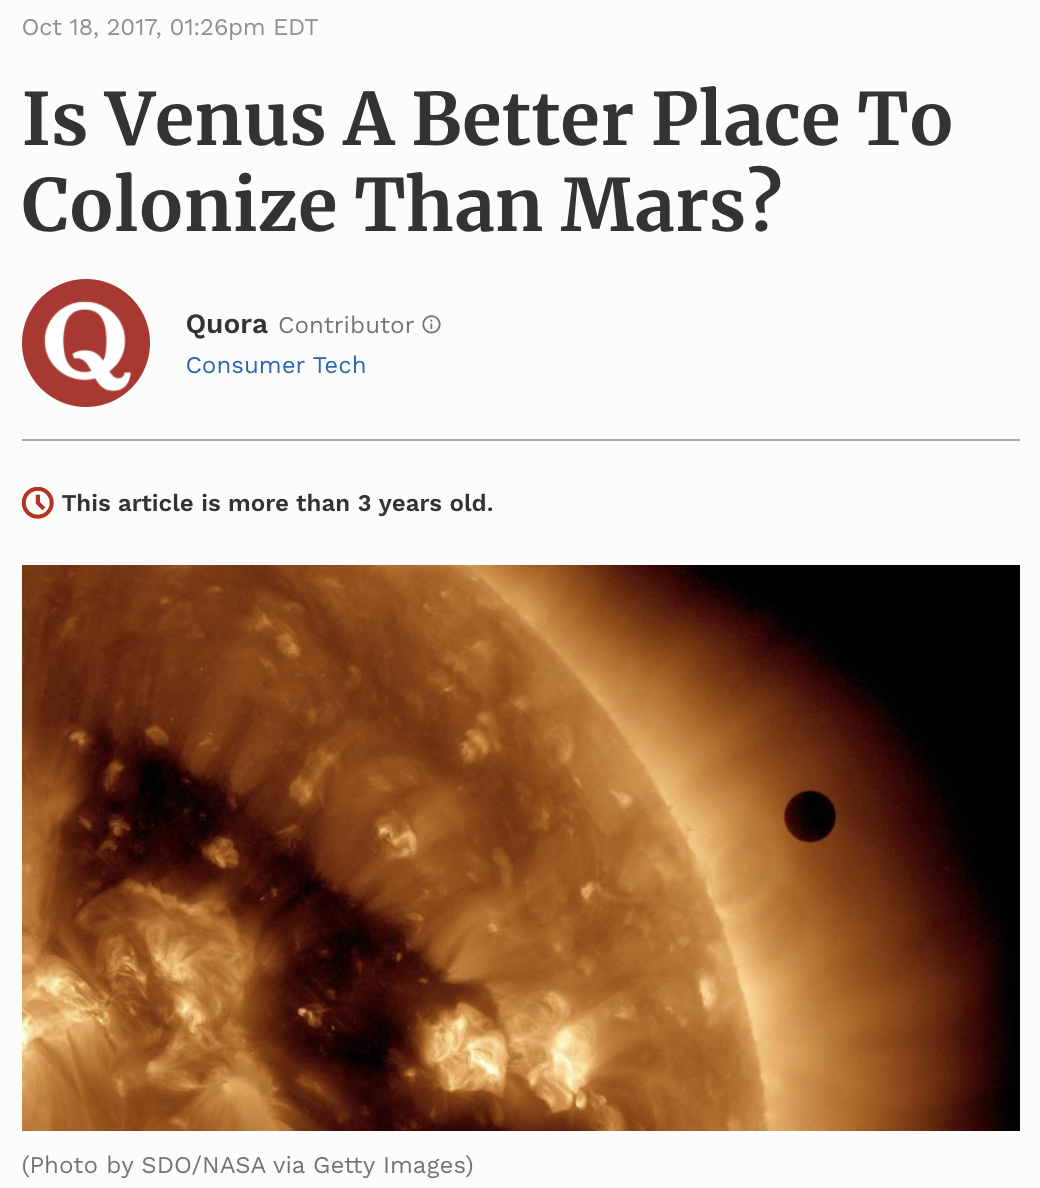 Oct 18, 2017, 01:26pm EDT
Is Venus A Better Place To
Colonize Than Mars?
Q
Quora Contributor
Consumer Tech
This article is more than 3 years old.
(Photo by SDO/NASA via Getty Images)